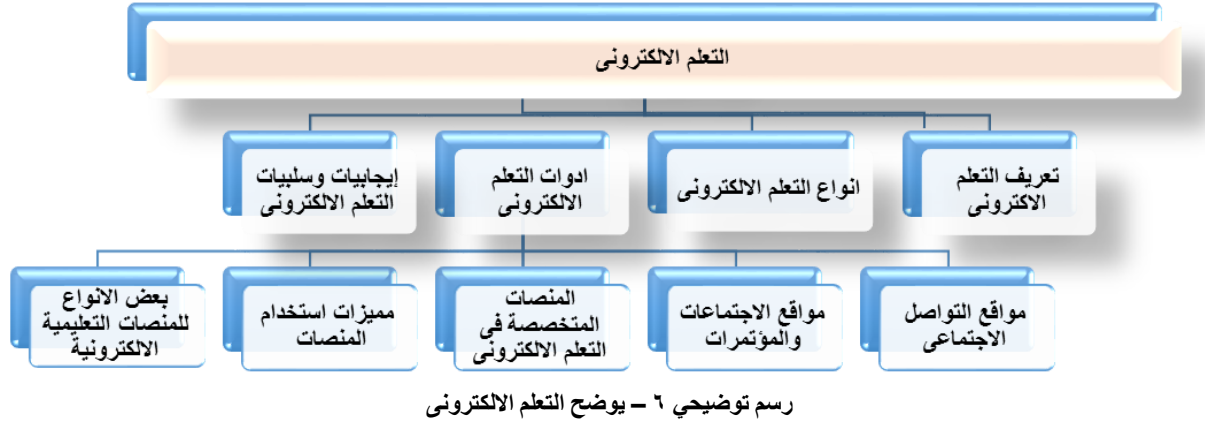 التعلم الالكترونى
تعريف التعلم
الاكترونى
انواع التعلم الالكترونى
ادوات التعلم
الالكترونى
إيجابيات وسلبيات
التعلم الالكترونى
مواقع التواصل
الاجتماعى
مواقع الاجتماعات
والمؤتمرات
المنصات
المتخصصة فى
التعلم الالكترونى
مميزات استخدام
المنصات
بعض الانواع
للمنصات التعليمية
الالكترونية
رسم توضيحي ٦ – يوضح التعلم الالكترونى